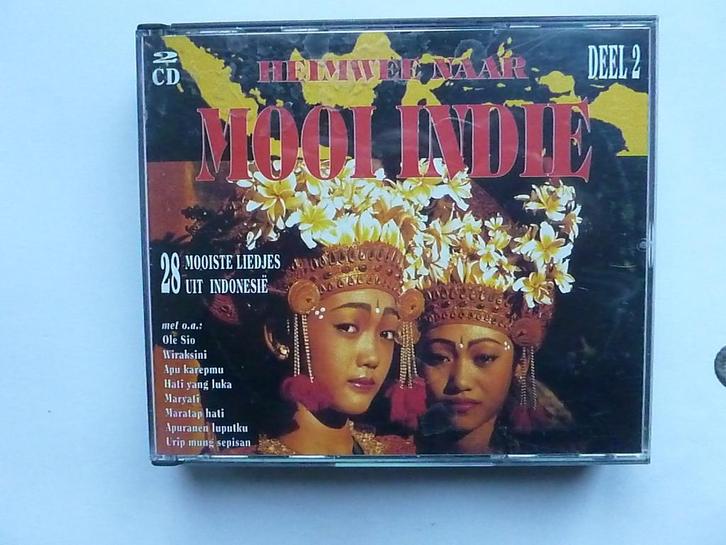 2
CD
HEIMWEE NAAR
DEEL 2
MOOI INDIE
28 MOOISTE LIEDJES
UIT INDONESIË
met o.a.:
Ole Sio
Wiraksini
Apu karepmu
Hati yang luka
Maryati
Maratap hati
Apuranen luputku
Urip mung sepisan